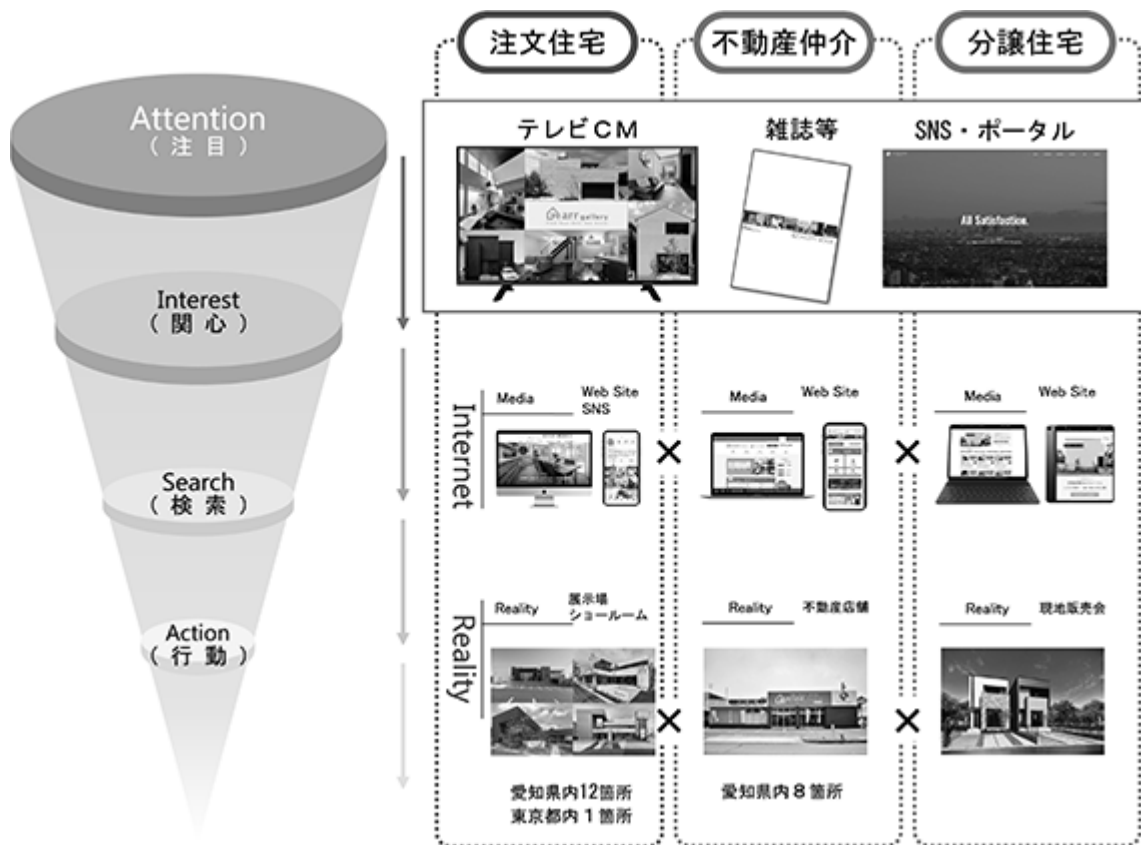 注文住宅
不動産仲介
分譲住宅
Attention
（ 注 目 ）
Interest
（ 関 心 ）
Search
（ 検 索 ）
Action
（ 行 動 ）
テレビＣＭ
雑誌等
SNS・ポータル
AFF gallery
All Satisfaction.
Internet
Media
Web Site
SNS
Media
Web Site
Media
Web Site
×
×
Reality
Reality
展示場
ショールーム
Reality
不動産店舗
Reality
現地販売会
×
×
愛知県内12箇所
東京都内１箇所
愛知県内８箇所